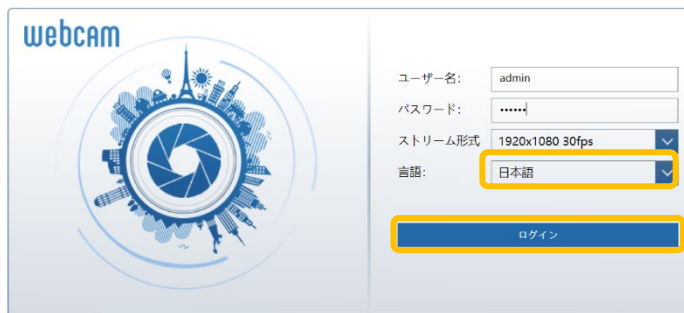 webcam
ユーザー名: admin
パスワード: ••••••
ストリーム形式 1920x1080 30fps
言語: 日本語
ログイン